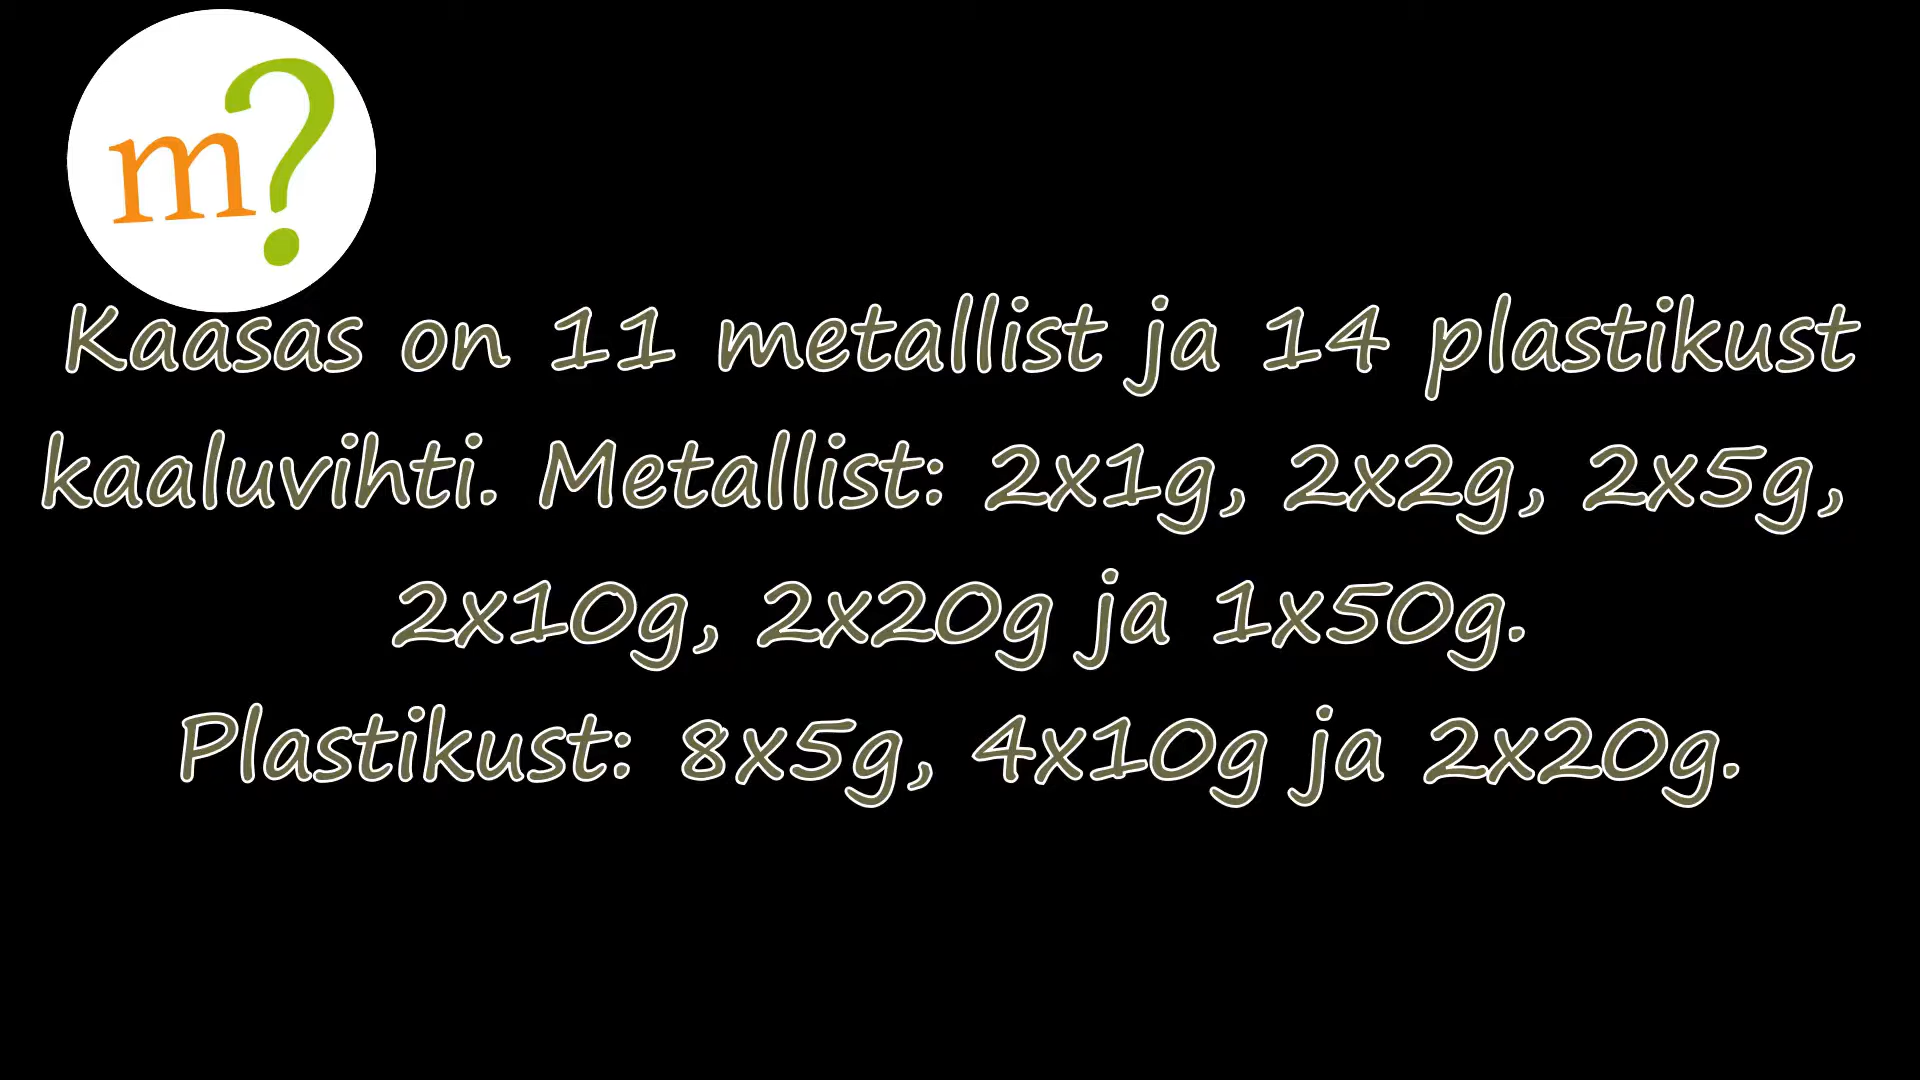 m?
Kaasas on 11 metallist ja 14 plastikust
kaaluvihti. Metallist: 2x1g, 2x2g, 2x5g,
2x10g, 2x20g ja 1x50g.
Plastikust: 8x5g, 4x10g ja 2x20g.